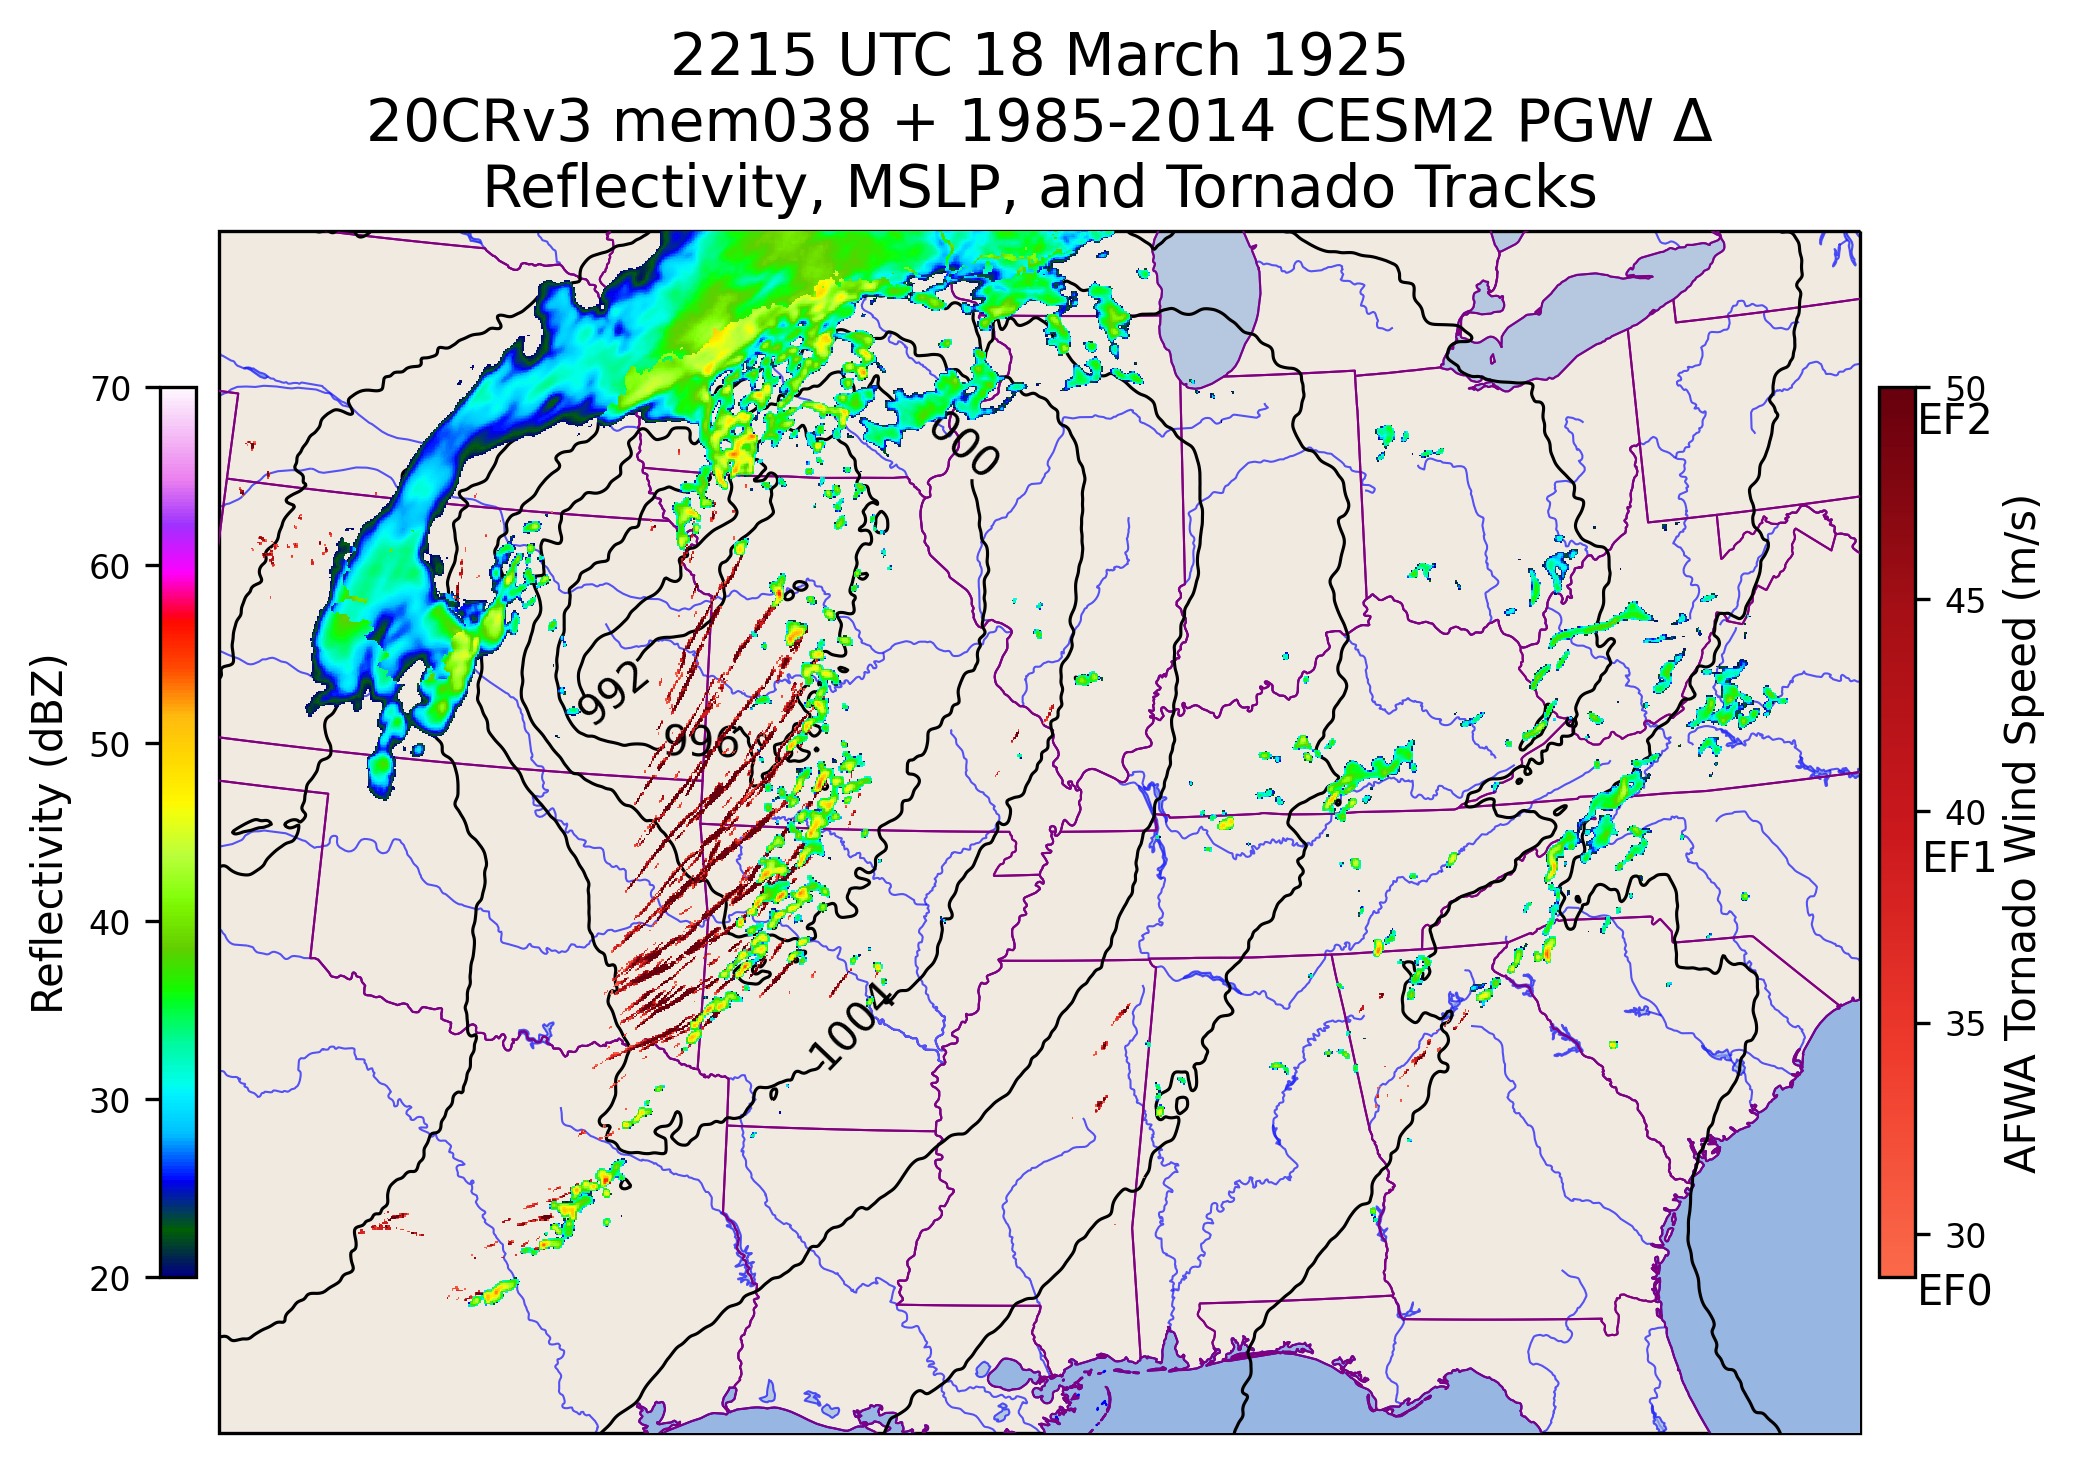 2215 UTC 18 March 1925
20CRv3 mem038 + 1985-2014 CESM2 PGW Δ
Reflectivity, MSLP, and Tornado Tracks
70
60
50
40
30
20
Reflectivity (dBZ)
992
996
1004
50
EF2
45
40
EF1
35
30
EF0
AFWA Tornado Wind Speed (m/s)